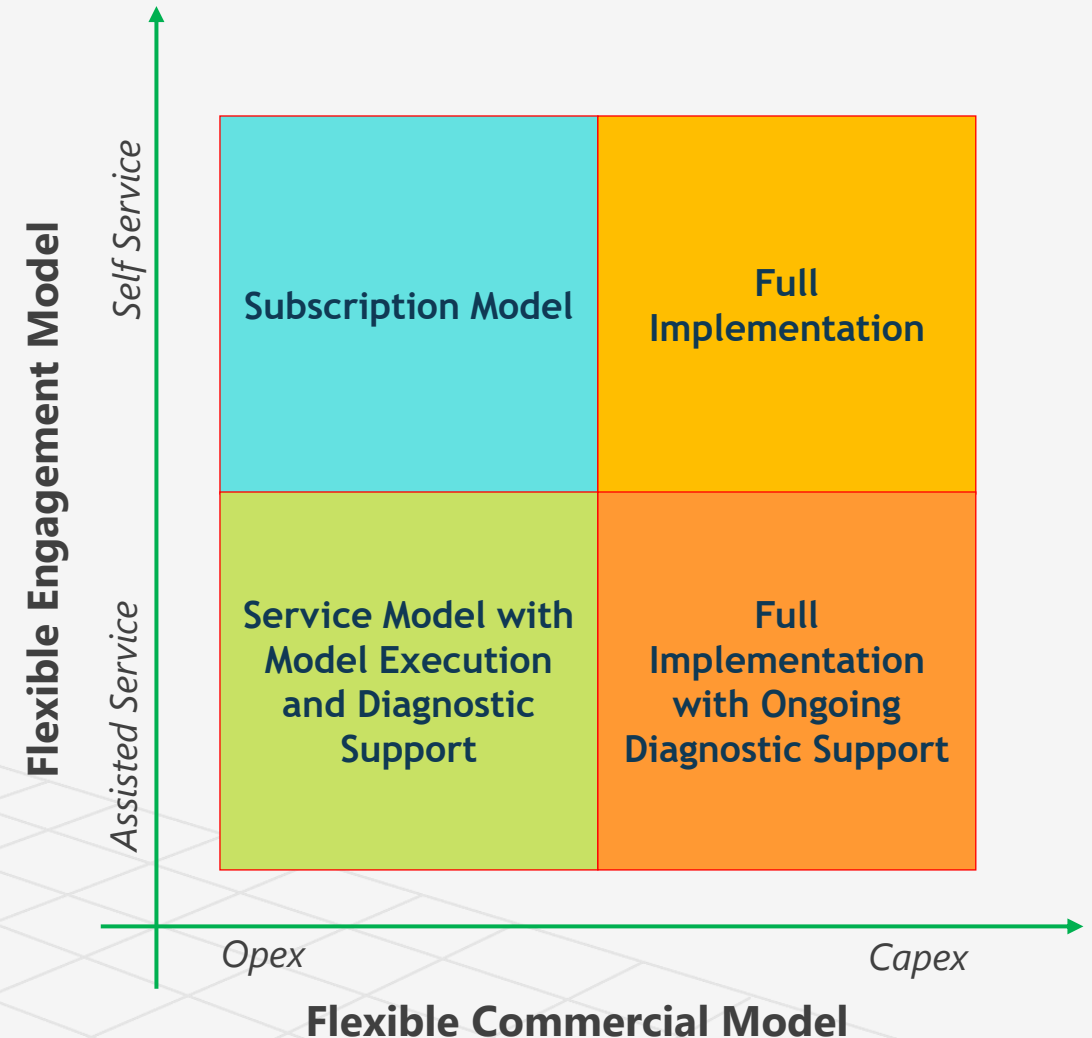 Flexible Engagement Model
Self Service
Assisted Service
Subscription Model
Full
Implementation
Service Model with
Model Execution
and Diagnostic
Support
Full
Implementation
with Ongoing
Diagnostic Support
Opex
Capex
Flexible Commercial Model